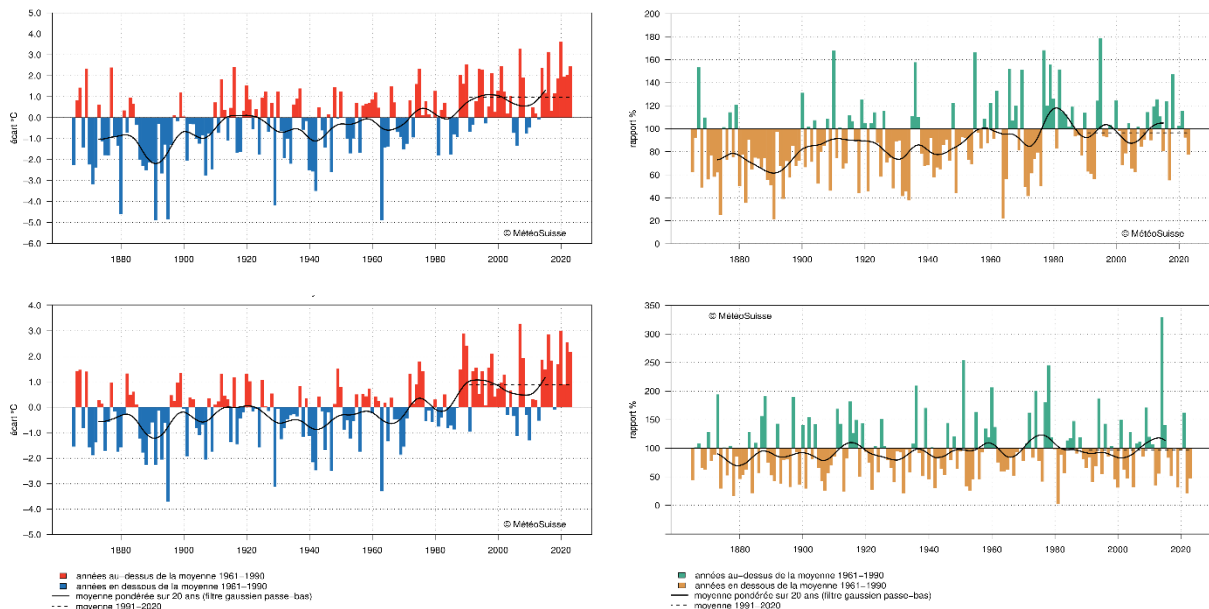 5.0
4.0
3.0
2.0
1.0
0.0
-1.0
-2.0
-3.0
-4.0
-5.0
-6.0
écart °C
© MétéoSuisse
1880 1900 1920 1940 1960 1980 2000 2020
200
180
160
140
120
100
80
60
40
20
0
rapport %
© MétéoSuisse
1880 1900 1920 1940 1960 1980 2000 2020
4.0
3.0
2.0
1.0
0.0
-1.0
-2.0
-3.0
-4.0
-5.0
écart °C
© MétéoSuisse
1880 1900 1920 1940 1960 1980 2000 2020
350
300
250
200
150
100
50
0
rapport %
© MétéoSuisse
1880 1900 1920 1940 1960 1980 2000 2020
années au-dessus de la moyenne 1961-1990
années en dessous de la moyenne 1961-1990
moyenne pondérée sur 20 ans (filtre gaussien passe-bas)
moyenne 1991-2020
années au-dessus de la moyenne 1961-1990
années en dessous de la moyenne 1961-1990
moyenne pondérée sur 20 ans (filtre gaussien passe-bas)
moyenne 1991-2020